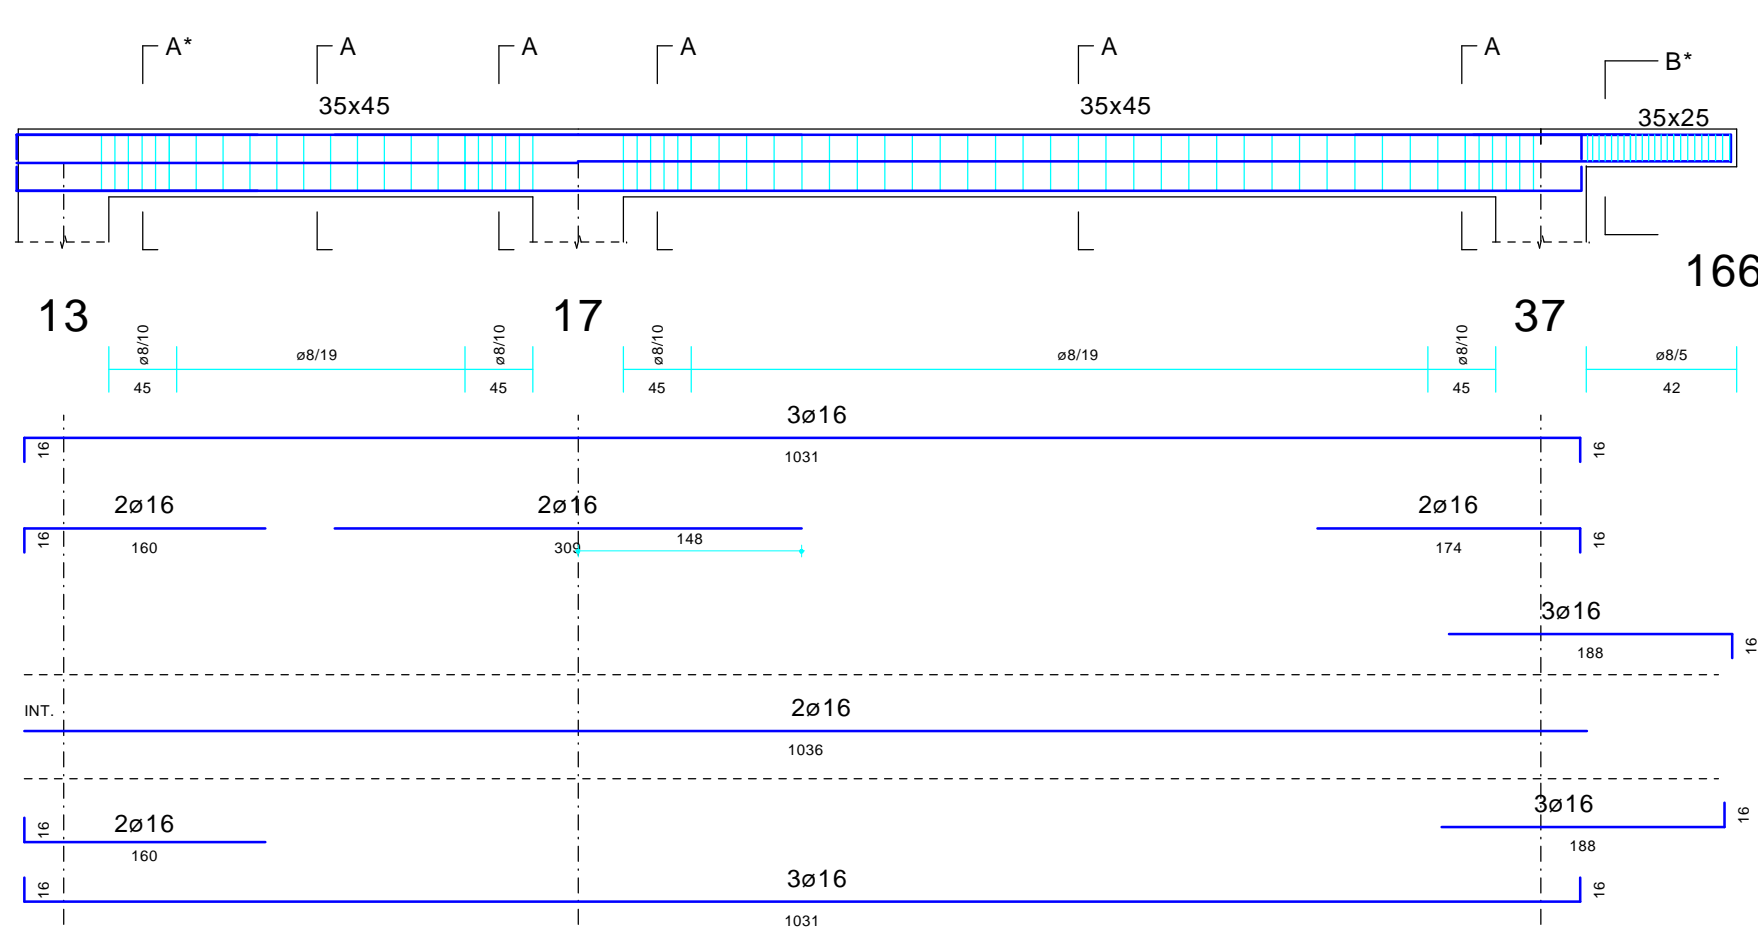 A* A A A A A B*
35x45 35x45 35x25
166
13 17 37
ø8/10 ø8/19 ø8/10 ø8/10 ø8/19 ø8/10 ø8/5
45 45 45 45 42
3ø16
16 1031 16
2ø16 2ø16 2ø16
16 160 309 148 174 16
3ø16
188 16
INT. 2ø16
1036
2ø16 3ø16
16 160 188 16
3ø16
16 1031 16